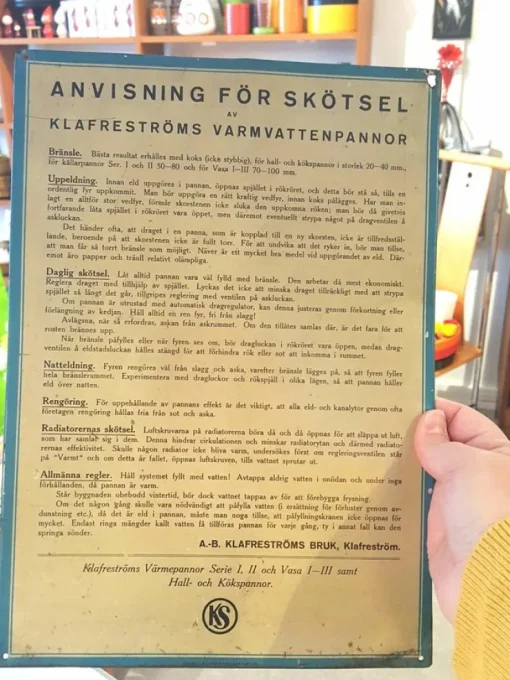 ANVISNING FÖR SKÖTSEL
AV
KLAFRESTRÖMS VARMVATTENPANNOR
Bränsle. Bästa resultat erhålles med koks (icke stybbig), för hall- och kökspannor i storlek 20—40 mm.,
för källarpannor Ser. I och II 50—80 och för Vasa I—III 70—100 mm.
Uppeldning. Innan eld uppgöres i pannan, öppnas spjället i rökröret, och detta bör stå så, tills en
ordentlig fyr uppkommit. Man bör uppgöra en rätt kraftig vedfyr, innan koks pålägges. Har man in-
lagt en alltför stor vedfyr, förmår skorstenen icke sluka den uppkomna röken; man bör då givetvis
fortfarande låta spjället i rökröret vara öppet, men däremot eventuellt strypa något på dragventilen å
askluckan.
Det händer ofta, att draget i en panna, som är kopplad till en ny skorsten, icke är tillfredsstäl-
lande, beroende på att skorstenen icke är fullt torr. För att undvika att det ryker in, bör man tillse,
att man får så torrt bränsle som möjligt. Näver är ett mycket bra medel vid uppgörandet av eld. Där-
emot äro papper och träull relativt olämpliga.
Daglig skötsel. Låt alltid pannan vara väl fylld med bränsle. Den arbetar då mest ekonomiskt.
Reglera draget med tillhjälp av spjället. Lyckas det icke att minska draget tillräckligt med att strypa
spjället så långt det går, tillgripes reglering med ventilen på askluckan.
Om pannan är utrustad med automatisk dragregulator, kan denna justeras genom förkortning eller
förlängning av kedjan. Håll alltid en ren fyr, fri från slagg!
Avlägsna, när så erfordras, askan från askrummet. Om den tillåtes samlas där, är det fara för att
rosten brännes upp.
När bränsle påfylles eller när fyren ses om, bör dragluckan i rökröret vara öppen, medan drag-
ventilen å eldstadsluckan hålles stängd för att förhindra rök eller sot att inkomma i rummet.
Natteldning. Fyren rengöres väl från slagg och aska, varefter bränsle lägges på, så att fyren fyller
hela bränslerummet. Experimentera med dragluckor och rökspjäll i olika lägen, så att pannan håller
eld över natten.
Rengöring. För uppehållande av pannans effekt är det viktigt, att alla eld- och kanalytor genom ofta
företagen rengöring hållas fria från sot och aska.
Radiatorernas skötsel. Luftskruvarna på radiatorerna böra då och då öppnas för att släppa ut luft,
som har samlat sig i dem. Denna hindrar cirkulationen och minskar radiatorytan och därmed radiato-
rernas effektivitet. Skulle någon radiator icke bliva varm, undersökes först om regleringsventilen står
på "Varmt" och om detta är fallet, öppnas luftskruven, tills vattnet sprutar ut.
Allmänna regler. Håll systemet fyllt med vatten! Avtappa aldrig vatten i onödan och under inga
förhållanden, då pannan är varm.
Står byggnaden obebodd vintertid, bör dock vattnet tappas av för att förebygga frysning.
Om det någon gång skulle vara nödvändigt att påfylla vatten (i ersättning för förluster genom av-
dunstning etc.), då det är eld i pannan, måste man noga tillse, att påfyllningskranen icke öppnas för
mycket. Endast ringa mängder kallt vatten få tillföras pannan för varje gång, ty i annat fall kan den
springa sönder.
A.-B. KLAFRESTRÖMS BRUK, Klafreström.
Klafreströms Värmepannor Serie I, II och Vasa I—III samt
Hall- och Kökspannor.
KS